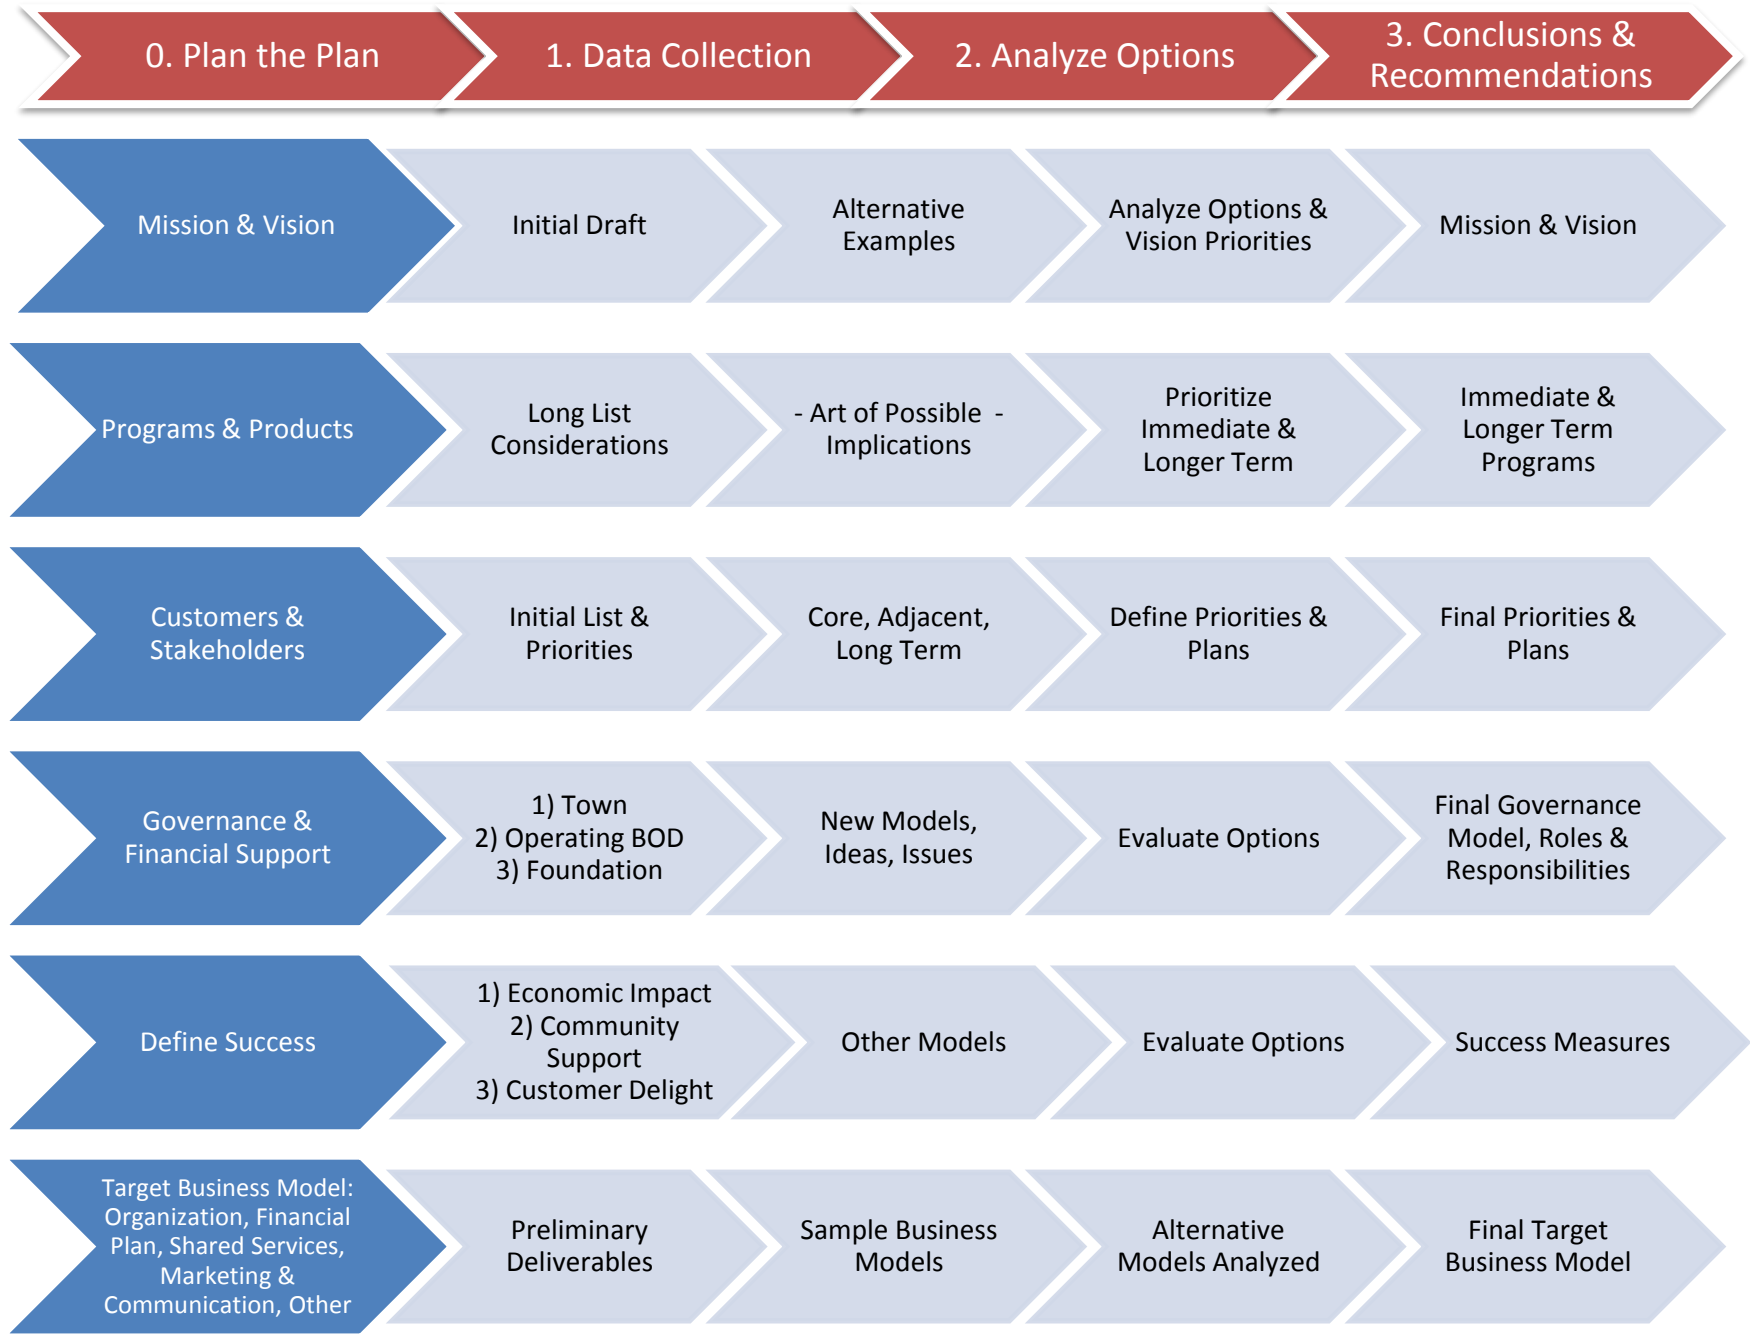 0. Plan the Plan
1. Data Collection
2. Analyze Options
3. Conclusions &
Recommendations
Mission & Vision
Initial Draft
Alternative
Examples
Analyze Options &
Vision Priorities
Mission & Vision
Programs & Products
Long List
Considerations
- Art of Possible -
Implications
Prioritize
Immediate &
Longer Term
Immediate &
Longer Term
Programs
Customers &
Stakeholders
Initial List &
Priorities
Core, Adjacent,
Long Term
Define Priorities &
Plans
Final Priorities &
Plans
Governance &
Financial Support
1) Town
2) Operating BOD
3) Foundation
New Models,
Ideas, Issues
Evaluate Options
Final Governance
Model, Roles &
Responsibilities
Define Success
1) Economic Impact
2) Community
Support
3) Customer Delight
Other Models
Evaluate Options
Success Measures
Target Business Model:
Organization, Financial
Plan, Shared Services,
Marketing &
Communication, Other
Preliminary
Deliverables
Sample Business
Models
Alternative
Models Analyzed
Final Target
Business Model